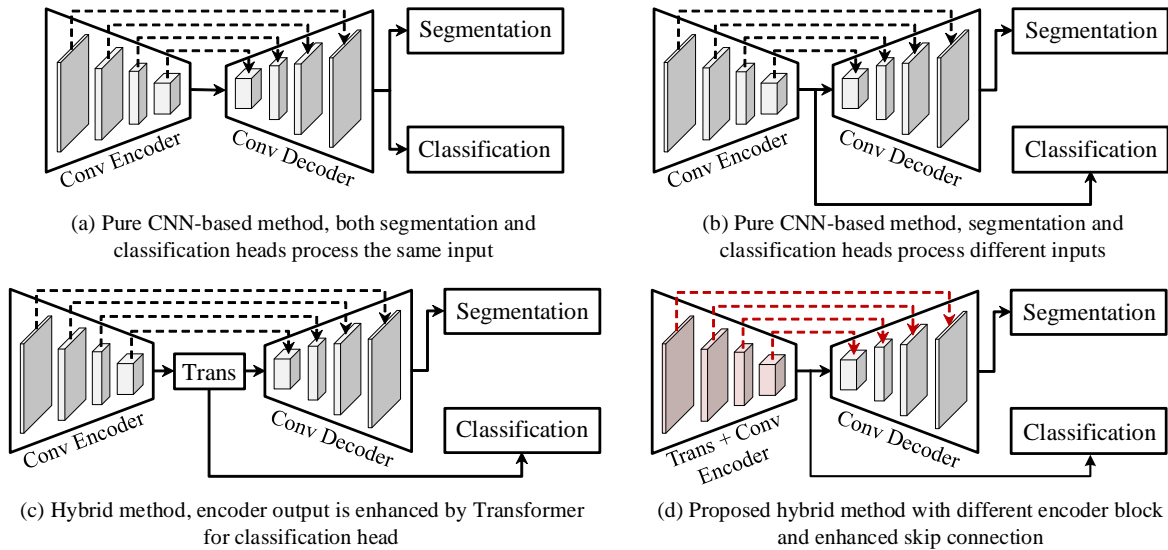 Segmentation
Classification
Conv Encoder
Conv Decoder
(a) Pure CNN-based method, both segmentation and
classification heads process the same input
Segmentation
Classification
Conv Encoder
Conv Decoder
(b) Pure CNN-based method, segmentation and
classification heads process different inputs
Segmentation
Trans
Classification
Conv Encoder
Conv Decoder
(c) Hybrid method, encoder output is enhanced by Transformer
for classification head
Segmentation
Classification
Trans + Conv
Encoder
Conv Decoder
(d) Proposed hybrid method with different encoder block
and enhanced skip connection